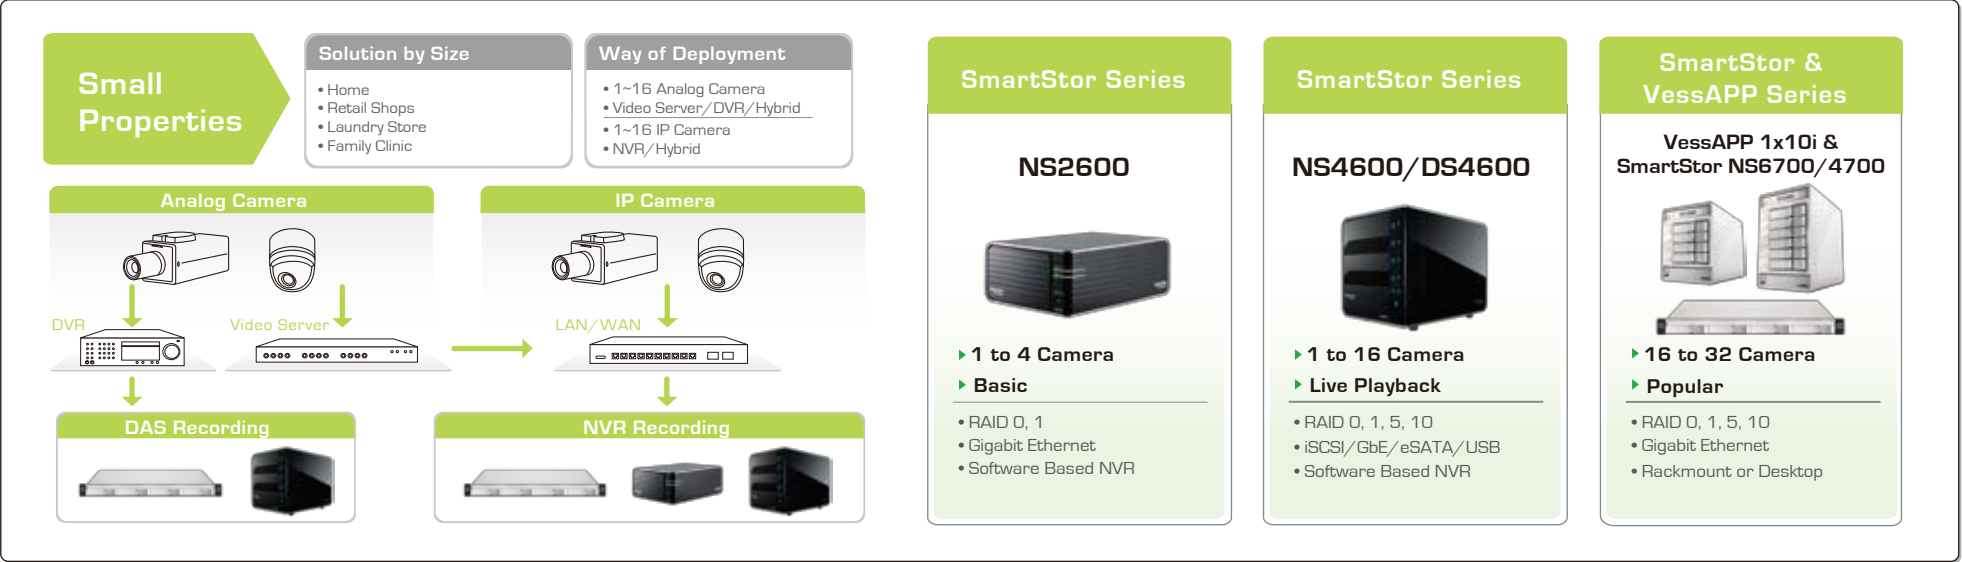 Small
Properties
Solution by Size
• Home
• Retail Shops
• Laundry Store
• Family Clinic
Way of Deployment
• 1~16 Analog Camera
• Video Server/DVR/Hybrid
• 1~16 IP Camera
• NVR/Hybrid
Analog Camera
IP Camera
DVR
Video Server
LAN/WAN
DAS Recording
NVR Recording
SmartStor Series
NS2600
1 to 4 Camera
Basic
• RAID 0, 1
• Gigabit Ethernet
• Software Based NVR
SmartStor Series
NS4600/DS4600
1 to 16 Camera
Live Playback
• RAID 0, 1, 5, 10
• iSCSI/GbE/eSATA/USB
• Software Based NVR
SmartStor &
VessAPP Series
VessAPP 1x10i &
SmartStor NS6700/4700
16 to 32 Camera
Popular
• RAID 0, 1, 5, 10
• Gigabit Ethernet
• Rackmount or Desktop